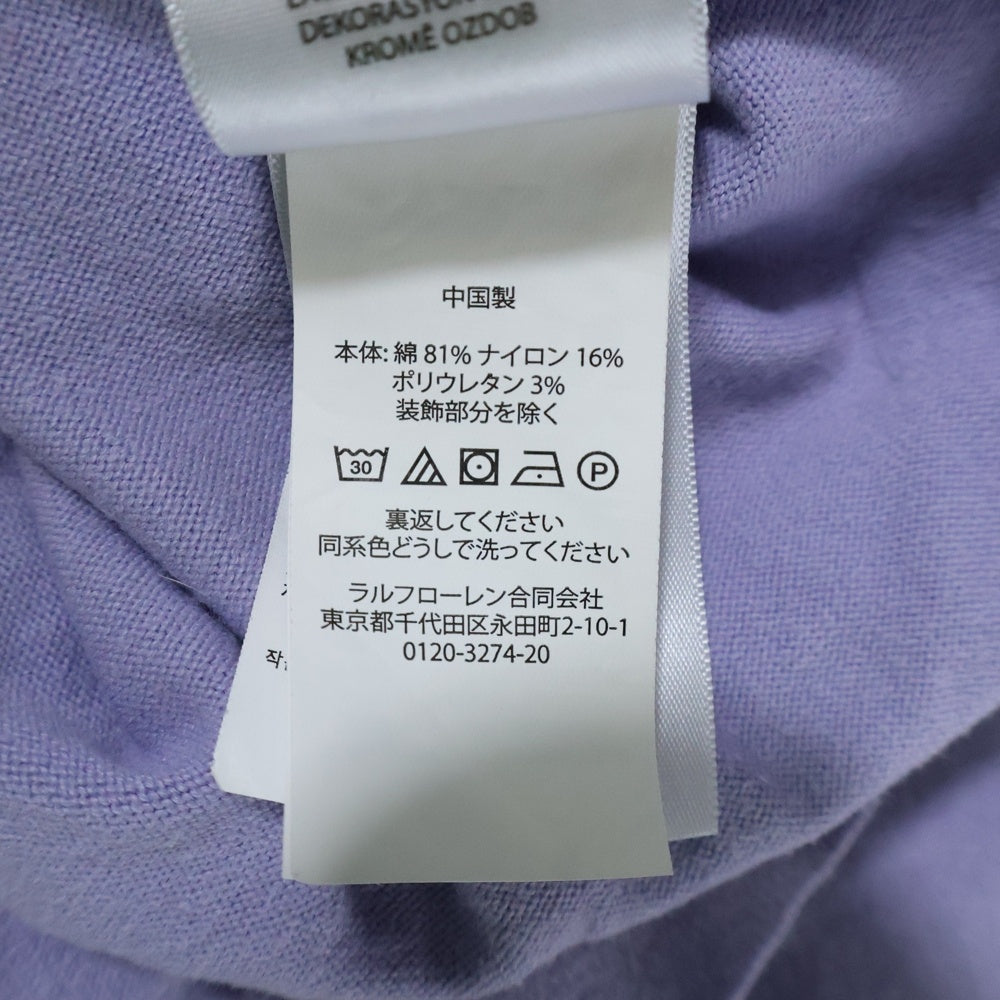 DEKORASYON
KROMĚ OZDOB
中国製
本体: 綿 81% ナイロン 16%
ポリウレタン 3%
装飾部分を除く
30
P
裏返してください
同系色どうしで洗ってください
ラルフローレン合同会社
東京都千代田区永田町2-10-1
0120-3274-20